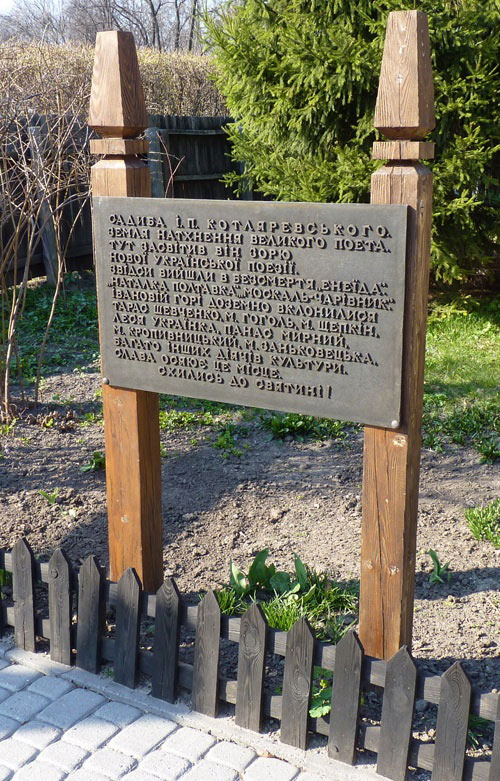 САДИБА І.П. КОТЛЯРЕВСЬКОГО.
ЗЕМЛЯ НАТХНЕННЯ ВЕЛИКОГО ПОЕТА.
ТУТ ЗАСВІТИВ ВІН ЗОРЮ
НОВОЇ УКРАЇНСЬКОЇ ПОЕЗІЇ.
ЗВІДСИ ВИЙШЛИ В БЕЗСМЕРТЯ „ЕНЕЇДА”
„НАТАЛКА ПОЛТАВКА”, „МОСКАЛЬ-ЧАРІВНИК”
ІВАНОВІЙ ГОРІ ДОЗЕМНО ВКЛОНИЛИСЯ
ТАРАС ШЕВЧЕНКО, М. ГОГОЛЬ, М. ЩЕПКІН,
ЛЕСЯ УКРАЇНКА, ПАНАС МИРНИЙ,
М. КРОПИВНИЦЬКИЙ, М. ЗАНЬКОВЕЦЬКА,
БАГАТО ІНШИХ ДІЯЧІВ КУЛЬТУРИ.
СЛАВА ОСЯЮЄ ЦЕ МІСЦЕ.
СХИЛИСЬ ДО СВЯТИНІ!